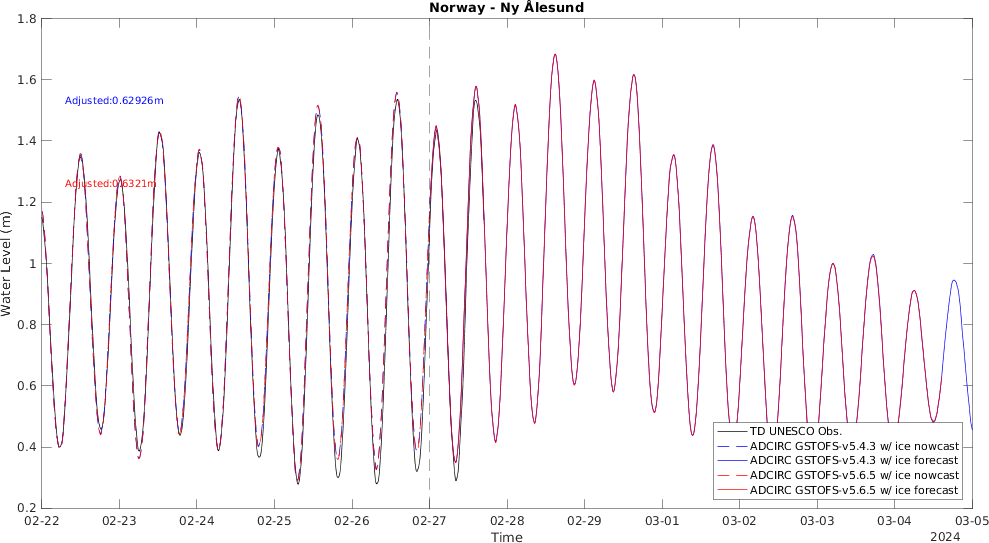 Norway - Ny Ålesund
1.8
1.6
1.4
1.2
1
0.8
0.6
0.4
0.2
Water Level (m)
Adjusted:0.62926m
Adjusted:0.6321m
TD UNESCO Obs.
ADCIRC GSTOFS-v5.4.3 w/ ice nowcast
ADCIRC GSTOFS-v5.4.3 w/ ice forecast
ADCIRC GSTOFS-v5.6.5 w/ ice nowcast
ADCIRC GSTOFS-v5.6.5 w/ ice forecast
02-22 02-23 02-24 02-25 02-26 02-27 02-28 02-29 03-01 03-02 03-03 03-04 03-05
Time
2024